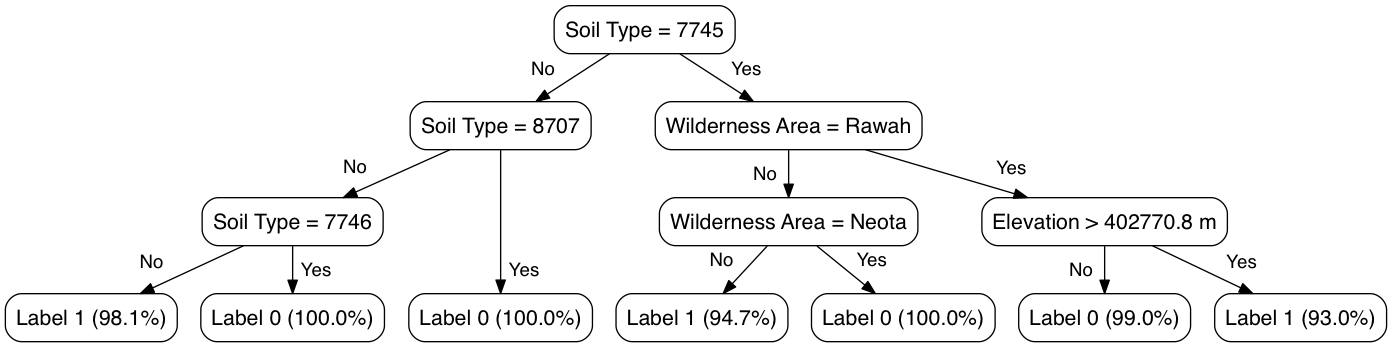 Soil Type = 7745
No
Yes
Soil Type = 8707
Wilderness Area = Rawah
No
No
Yes
Soil Type = 7746
Wilderness Area = Neota
Elevation > 402770.8 m
No
Yes
Yes
No
Yes
No
Yes
Label 1 (98.1%)
Label 0 (100.0%)
Label 0 (100.0%)
Label 1 (94.7%)
Label 0 (100.0%)
Label 0 (99.0%)
Label 1 (93.0%)